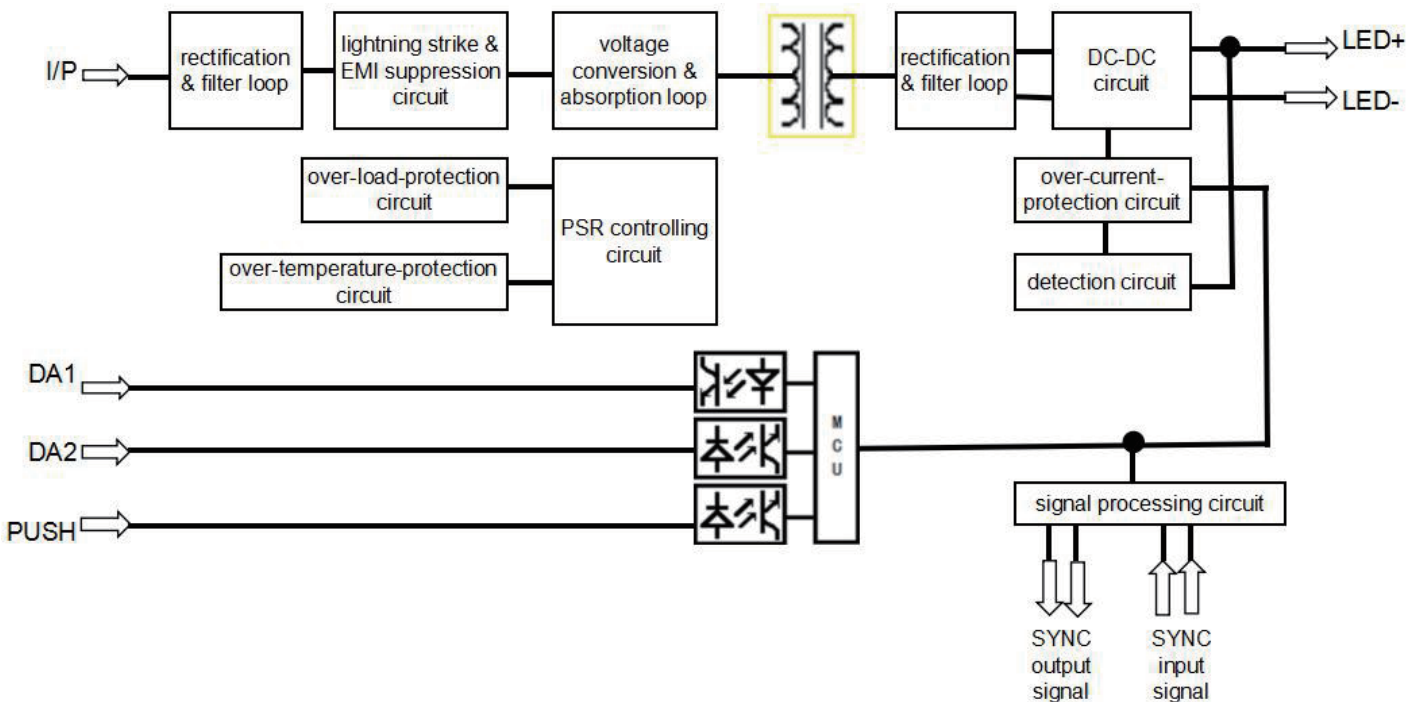 I/P
rectification
& filter loop
lightning strike &
EMI suppression
circuit
voltage
conversion &
absorption loop
rectification
& filter loop
DC-DC
circuit
LED+
LED-
over-load-protection
circuit
over-temperature-protection
circuit
PSR controlling
circuit
over-current-
protection circuit
detection circuit
DA1
DA2
PUSH
M
C
U
signal processing circuit
SYNC
output
signal
SYNC
input
signal